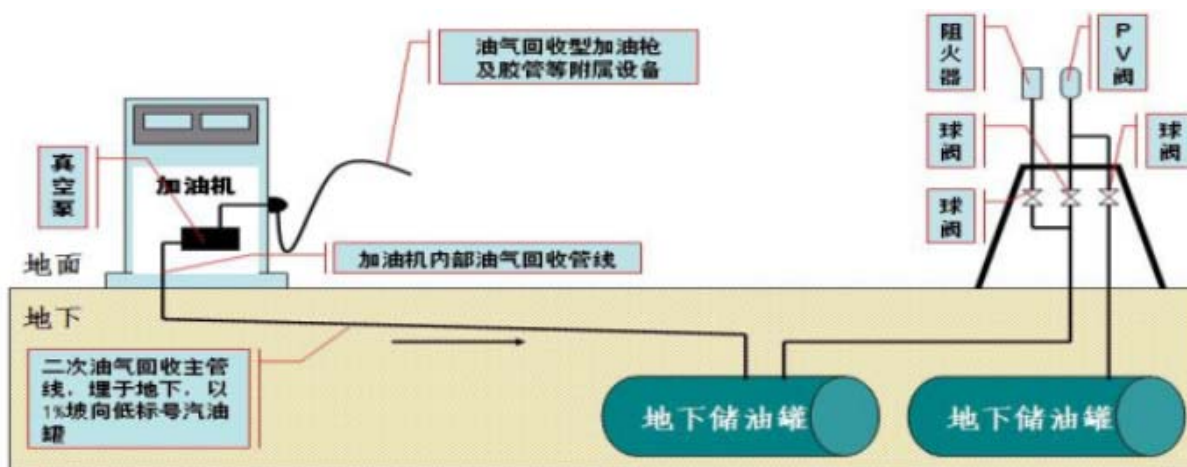 油气回收型加油枪
及胶管等附属设备
阻火器
PV阀
真空泵
加油机
球阀
球阀
球阀
加油机内部油气回收管线
地面
地下
二次油气回收主管
线，埋于地下，以
1%坡向低标号汽油
罐
地下储油罐
地下储油罐